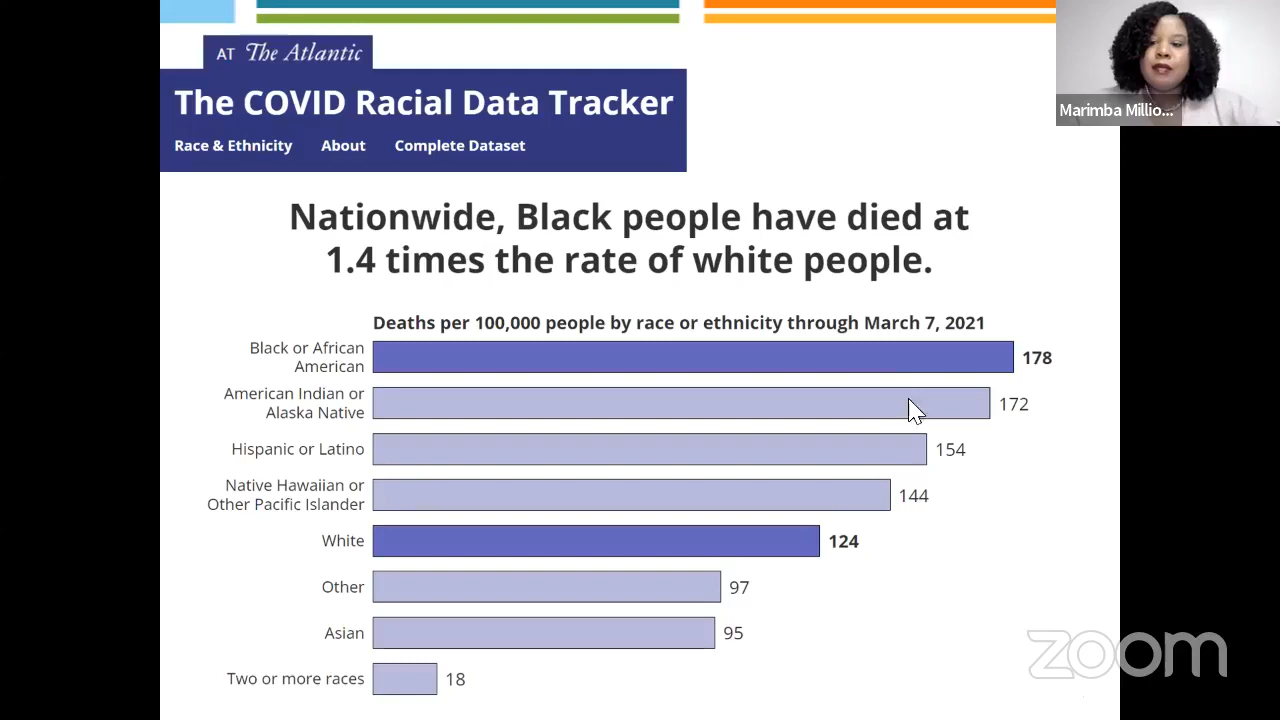 AT The Atlantic
The COVID Racial Data Tracker
Race & Ethnicity About Complete Dataset
Marimba Millio...
Nationwide, Black people have died at
1.4 times the rate of white people.
Deaths per 100,000 people by race or ethnicity through March 7, 2021
Black or African
American
178
American Indian or
Alaska Native
172
Hispanic or Latino 154
Native Hawaiian or
Other Pacific Islander
144
White 124
Other 97
Asian 95
Two or more races 18
zoom